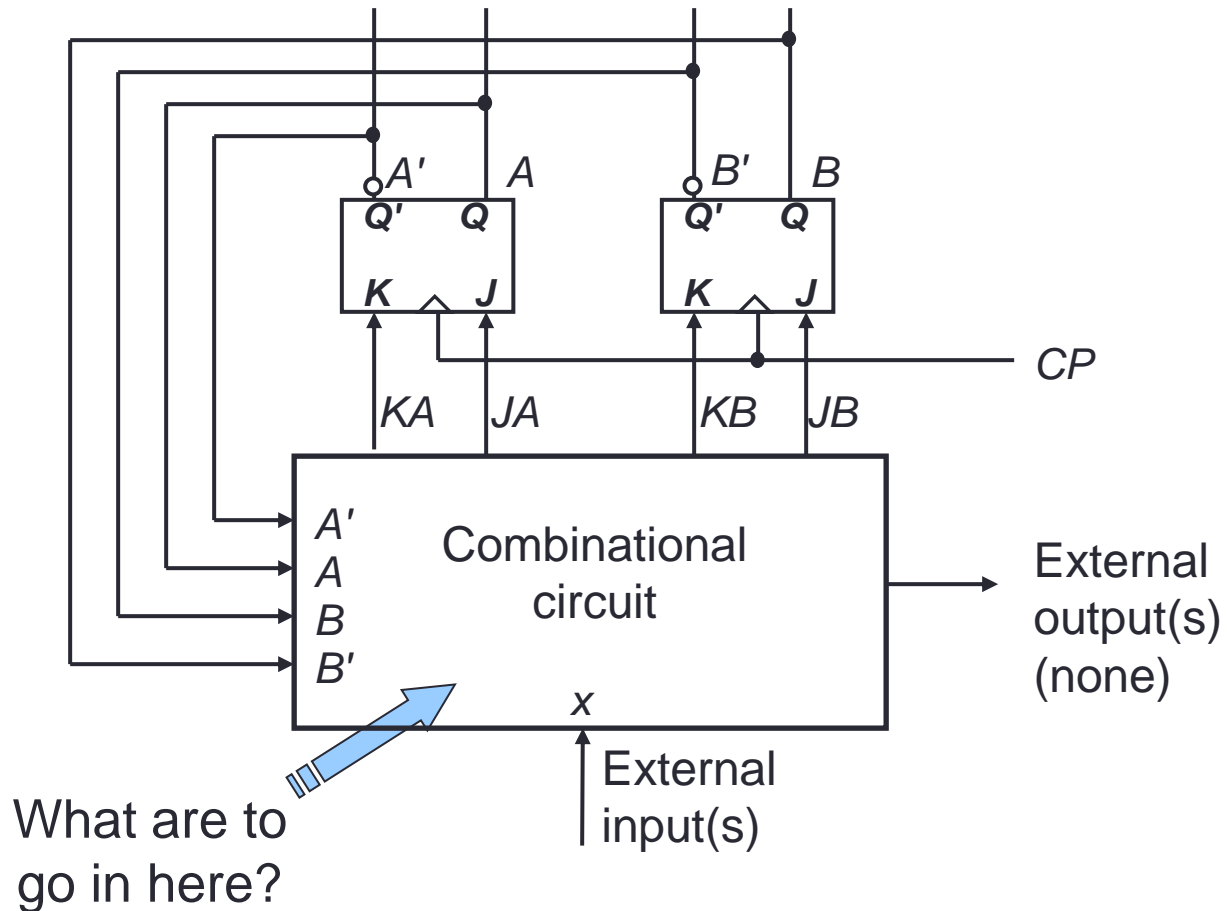 A' A B' B
Q' Q Q' Q
K J K J
CP
KA JA KB JB
A'
A
B
B'
Combinational
circuit
x
External
output(s)
(none)
External
input(s)
What are to
go in here?